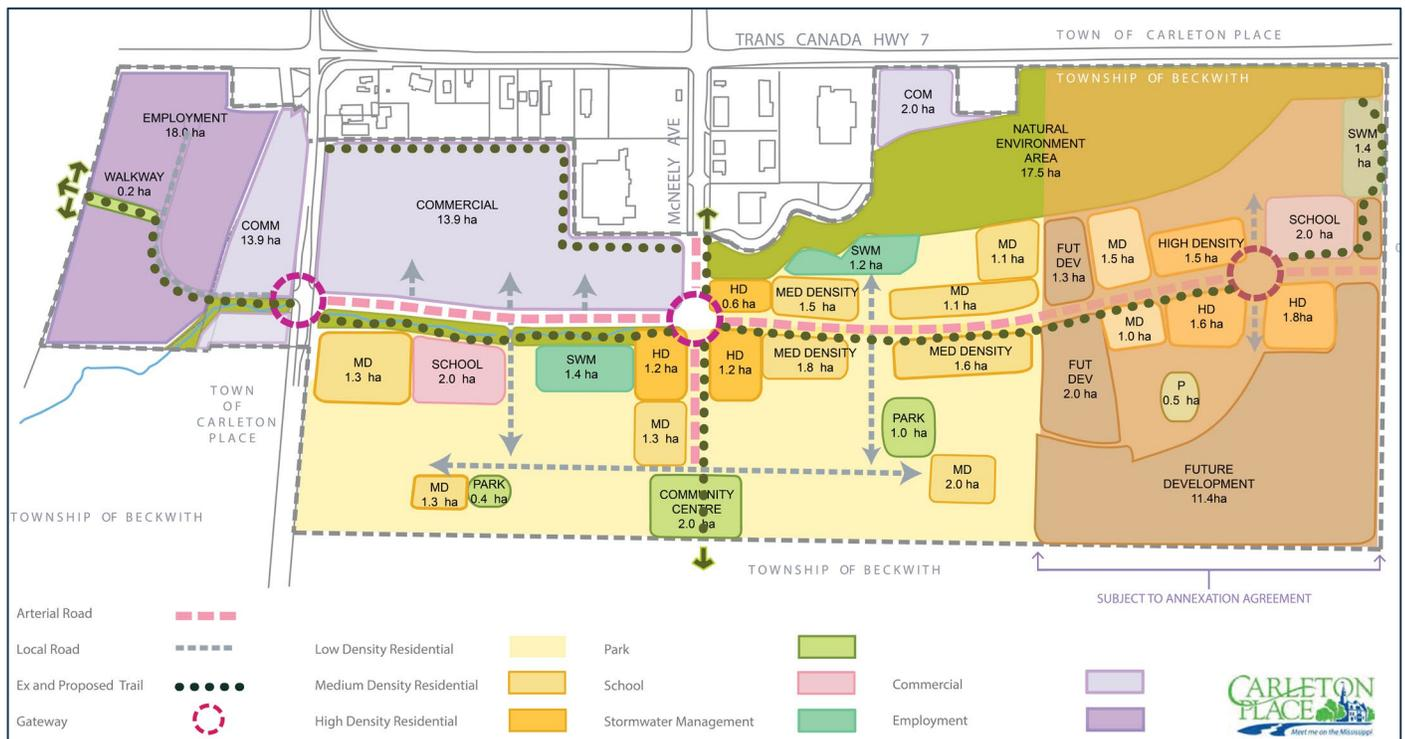 TRANS CANADA HWY 7
TOWN OF CARLETON PLACE
TOWNSHIP OF BECKWITH
COM
2.0 ha
EMPLOYMENT
18.0 ha
NATURAL
ENVIRONMENT
AREA
17.5 ha
SWM
1.4
ha
McNEELY AVE
WALKWAY
0.2 ha
COMMERCIAL
13.9 ha
COMM
13.9 ha
SCHOOL
2.0 ha
MD
1.1 ha
FUT
DEV
1.3 ha
MD
1.5 ha
HIGH DENSITY
1.5 ha
SWM
1.2 ha
HD
0.6 ha
MED DENSITY
1.5 ha
MD
1.1 ha
MD
1.0 ha
HD
1.6 ha
HD
1.8ha
MD
1.3 ha
SCHOOL
2.0 ha
SWM
1.4 ha
HD
1.2 ha
HD
1.2 ha
MED DENSITY
1.8 ha
MED DENSITY
1.6 ha
FUT
DEV
2.0 ha
P
0.5 ha
TOWN
OF
CARLETON
PLACE
MD
1.3 ha
PARK
1.0 ha
MD
2.0 ha
FUTURE
DEVELOPMENT
11.4ha
MD
1.3 ha
PARK
0.4 ha
COMMUNITY
CENTRE
2.0 ha
TOWNSHIP OF BECKWITH
TOWNSHIP OF BECKWITH
SUBJECT TO ANNEXATION AGREEMENT
Arterial Road
Local Road
Ex and Proposed Trail
Gateway
Low Density Residential
Medium Density Residential
High Density Residential
Park
School
Stormwater Management
Commercial
Employment
CARLETON
PLACE
Meet me on the Mississippi